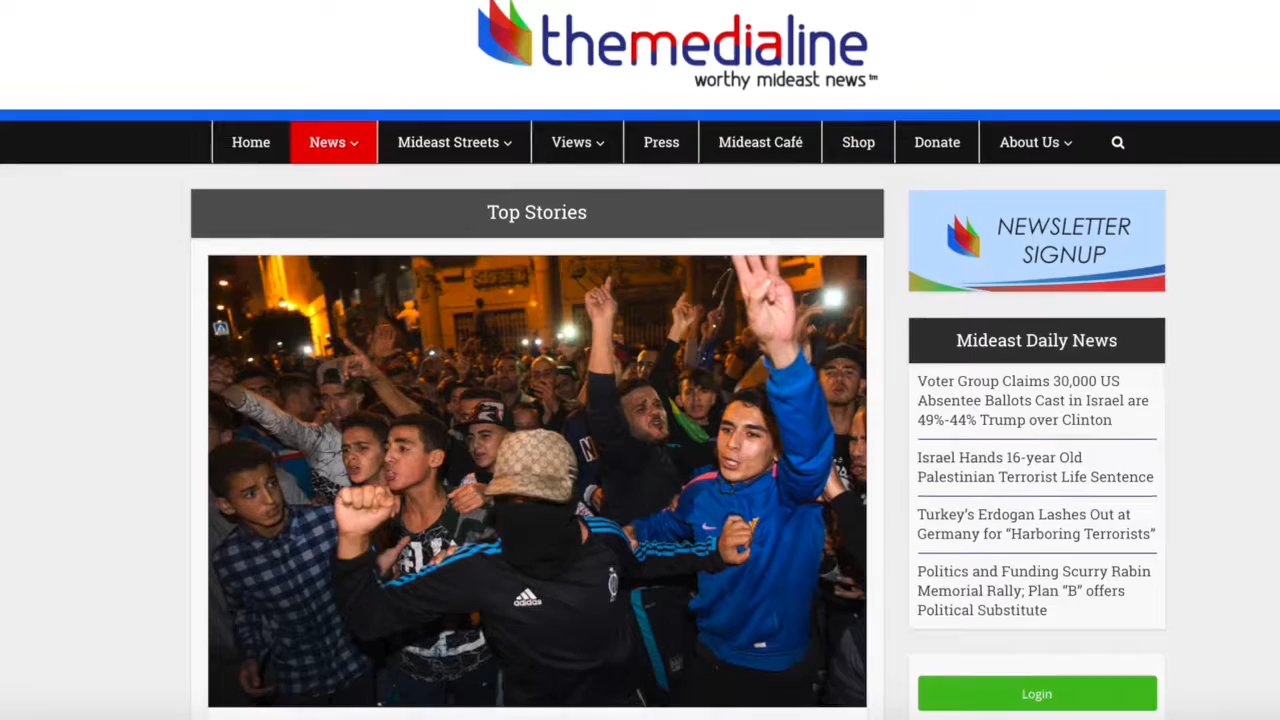 themedialine
worthy mideast news™
Home
News
Mideast Streets
Views
Press
Mideast Café
Shop
Donate
About Us
Top Stories
adidas
NEWSLETTER
SIGNUP
Mideast Daily News
Voter Group Claims 30,000 US
Absentee Ballots Cast in Israel are
49%-44% Trump over Clinton
Israel Hands 16-year Old
Palestinian Terrorist Life Sentence
Turkey’s Erdogan Lashes Out at
Germany for “Harboring Terrorists”
Politics and Funding Scurry Rabin
Memorial Rally; Plan “B” offers
Political Substitute
Login